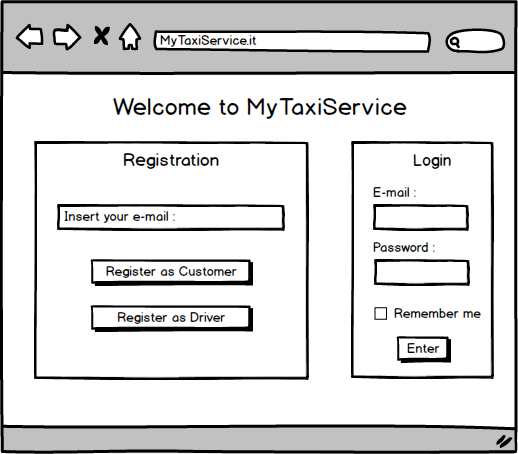 MyTaxiService.it
Welcome to MyTaxiService
Registration
Insert your e-mail :
Register as Customer
Register as Driver
Login
E-mail :
Password :
Remember me
Enter